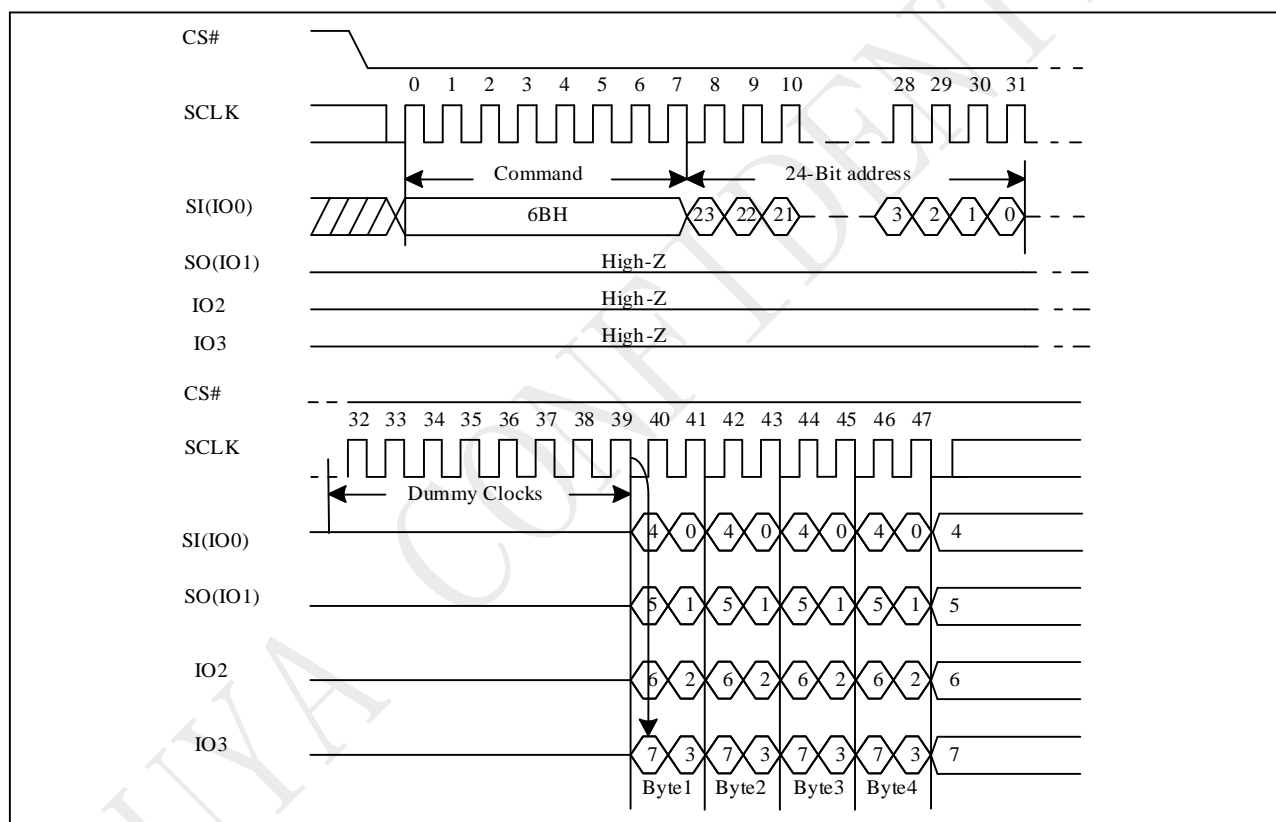 CS#
0 1 2 3 4 5 6 7 8 9 10 28 29 30 31
SCLK
Command 24-Bit address
SI(IO0) 6BH 23 22 21 3 2 1 0
SO(IO1) High-Z
IO2 High-Z
IO3 High-Z
CS#
32 33 34 35 36 37 38 39 40 41 42 43 44 45 46 47
SCLK
Dummy Clocks
SI(IO0) 4 0 4 0 4 0 4 0 4
SO(IO1) 5 1 5 1 5 1 5 1 5
IO2 6 2 6 2 6 2 6 2 6
IO3 7 3 7 3 7 3 7 3 7
Byte1 Byte2 Byte3 Byte4
UYA CONFIDENT